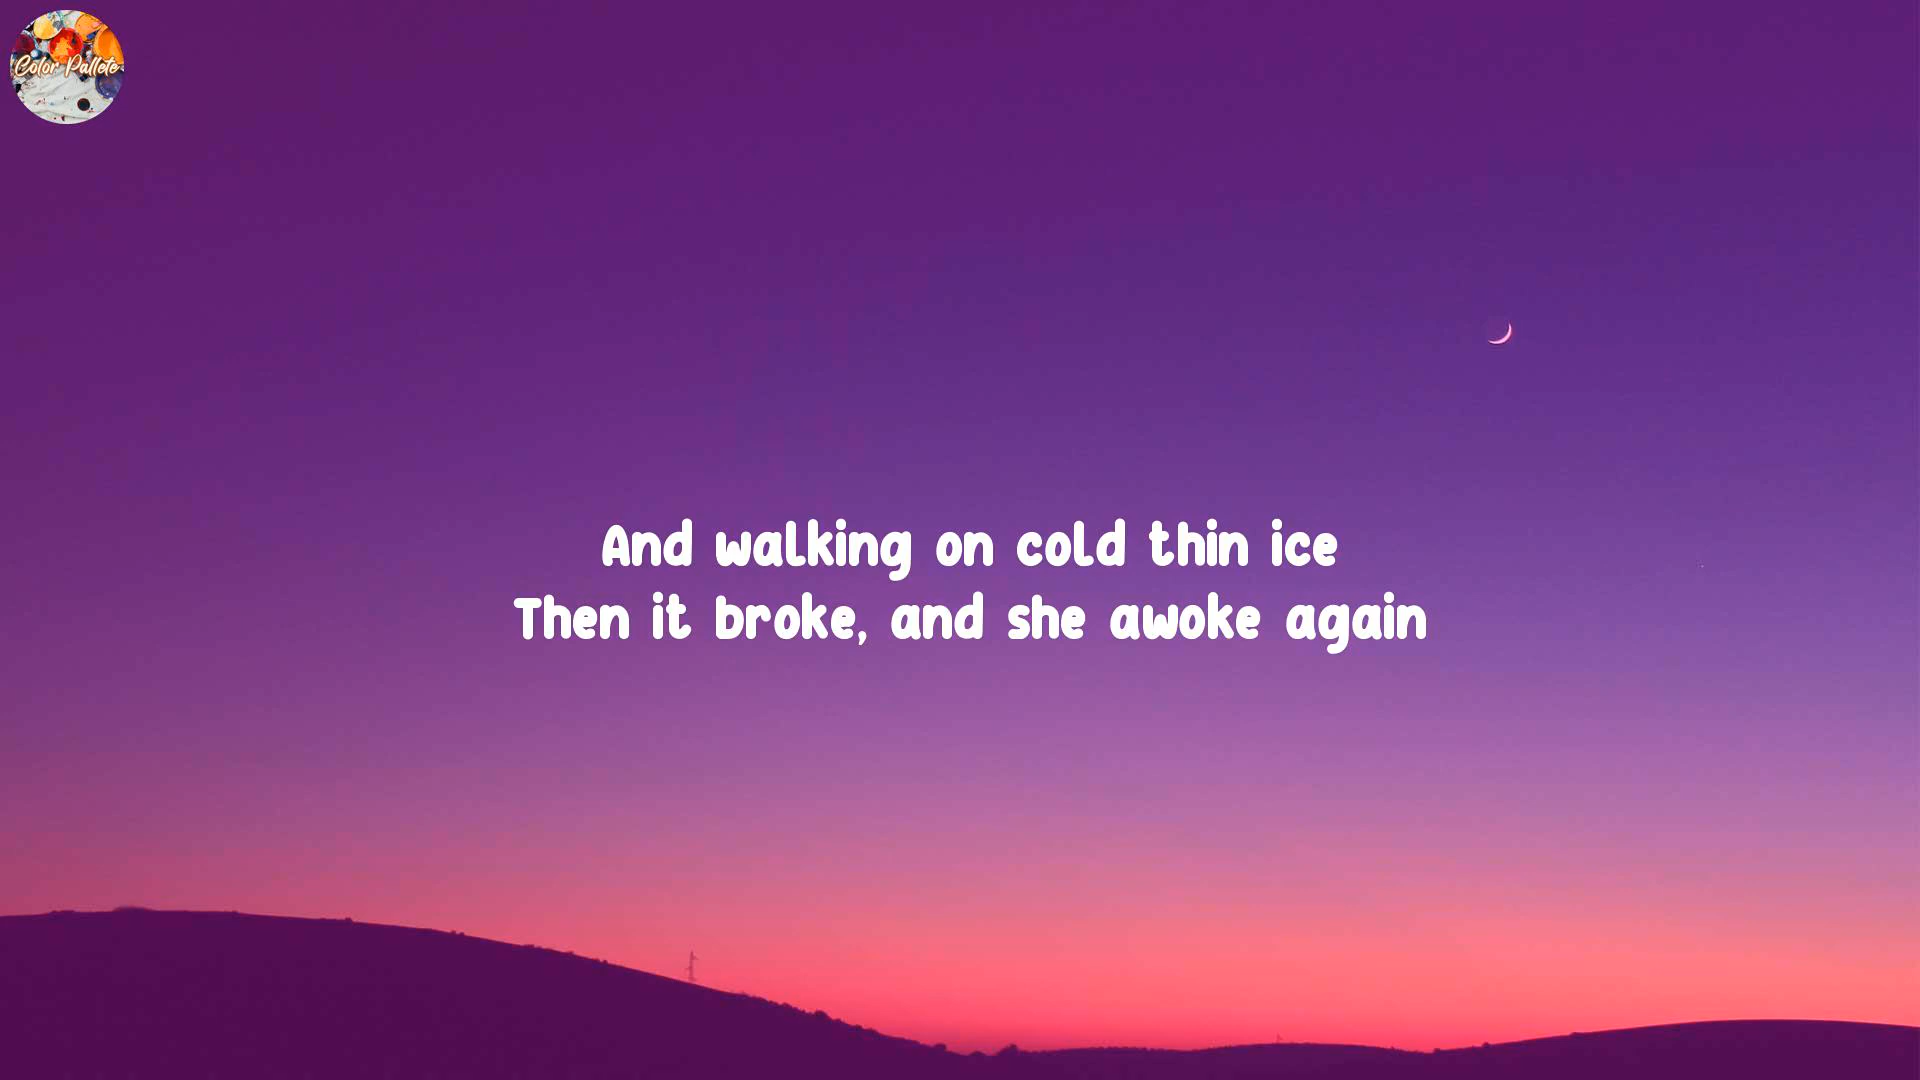 Color Pallete
And walking on cold thin ice
Then it broke, and she awoke again